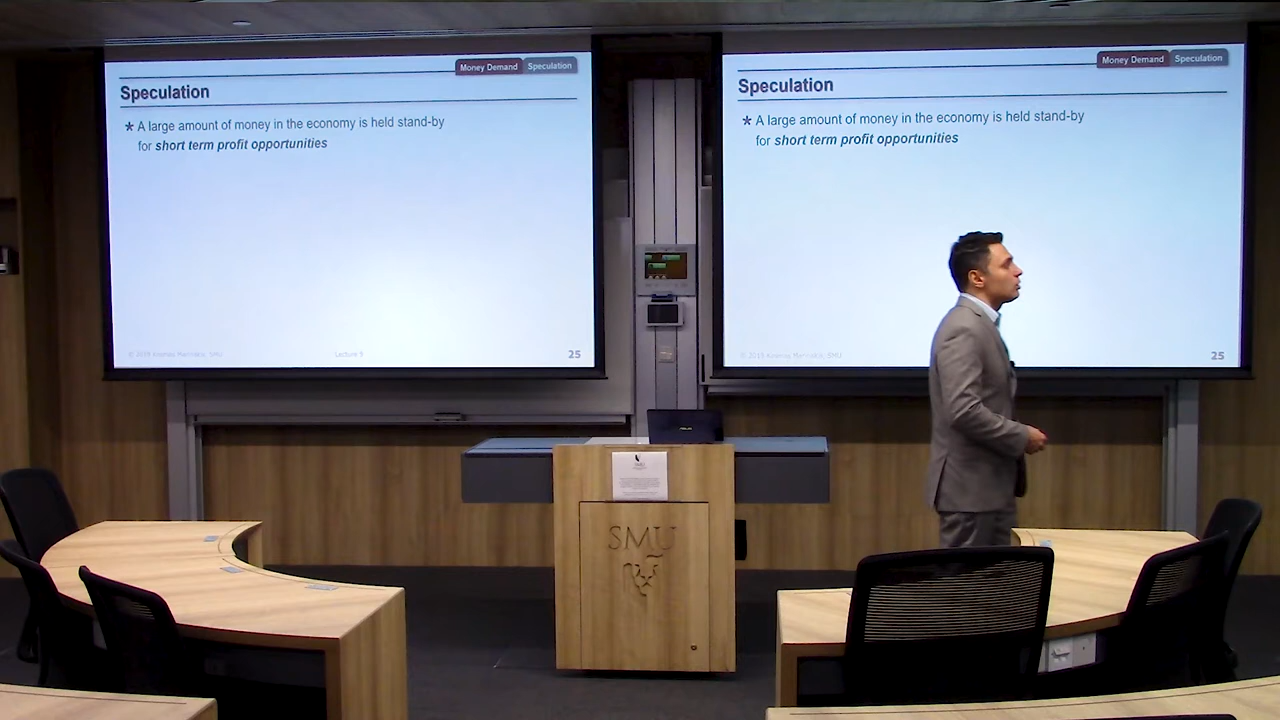 Money Demand Speculation
Speculation
* A large amount of money in the economy is held stand-by
for short term profit opportunities
Lecture 9
25
Money Demand Speculation
Speculation
* A large amount of money in the economy is held stand-by
for short term profit opportunities
25
SMU